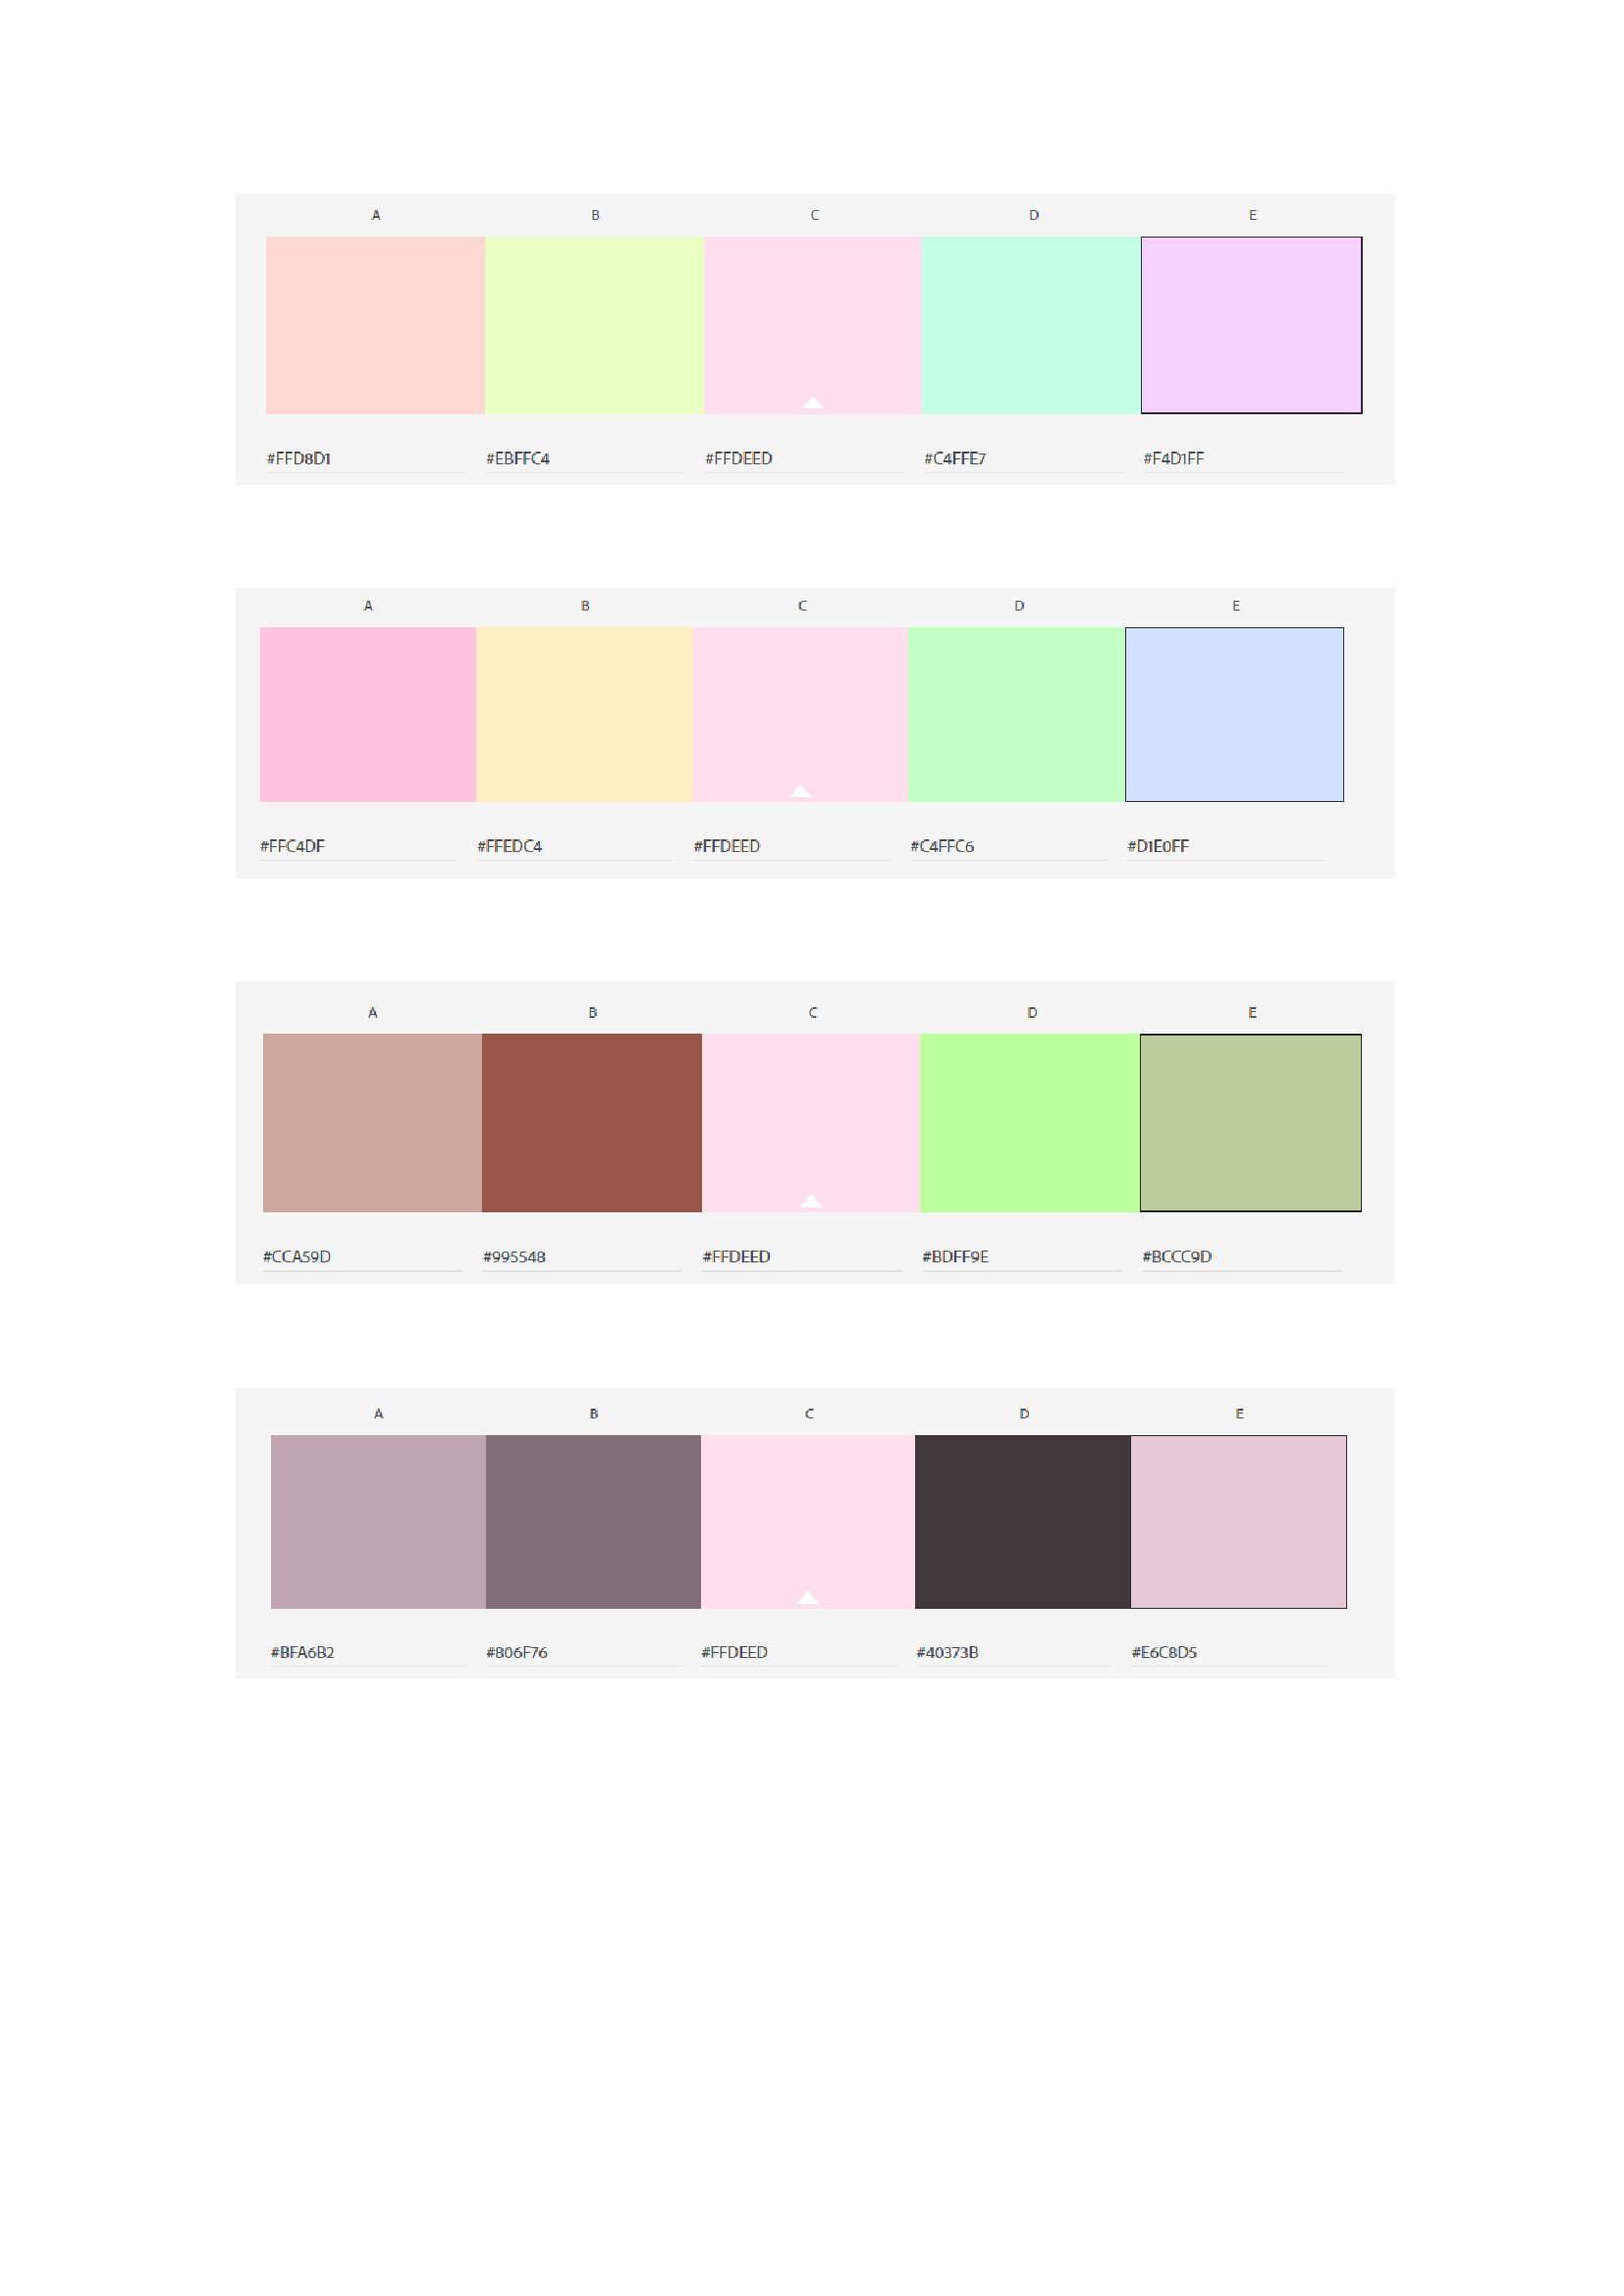 A B C D E
#FFD8D1 #EBFFC4 #FFDEED #C4FFE7 #F4D1FF
A B C D E
#FFC4DF #FFEDC4 #FFDEED #C4FFC6 #D1E0FF
A B C D E
#CCA59D #995548 #FFDEED #BDFF9E #BCCC9D
A B C D E
#BFA6B2 #806F76 #FFDEED #40373B #E6C8D5